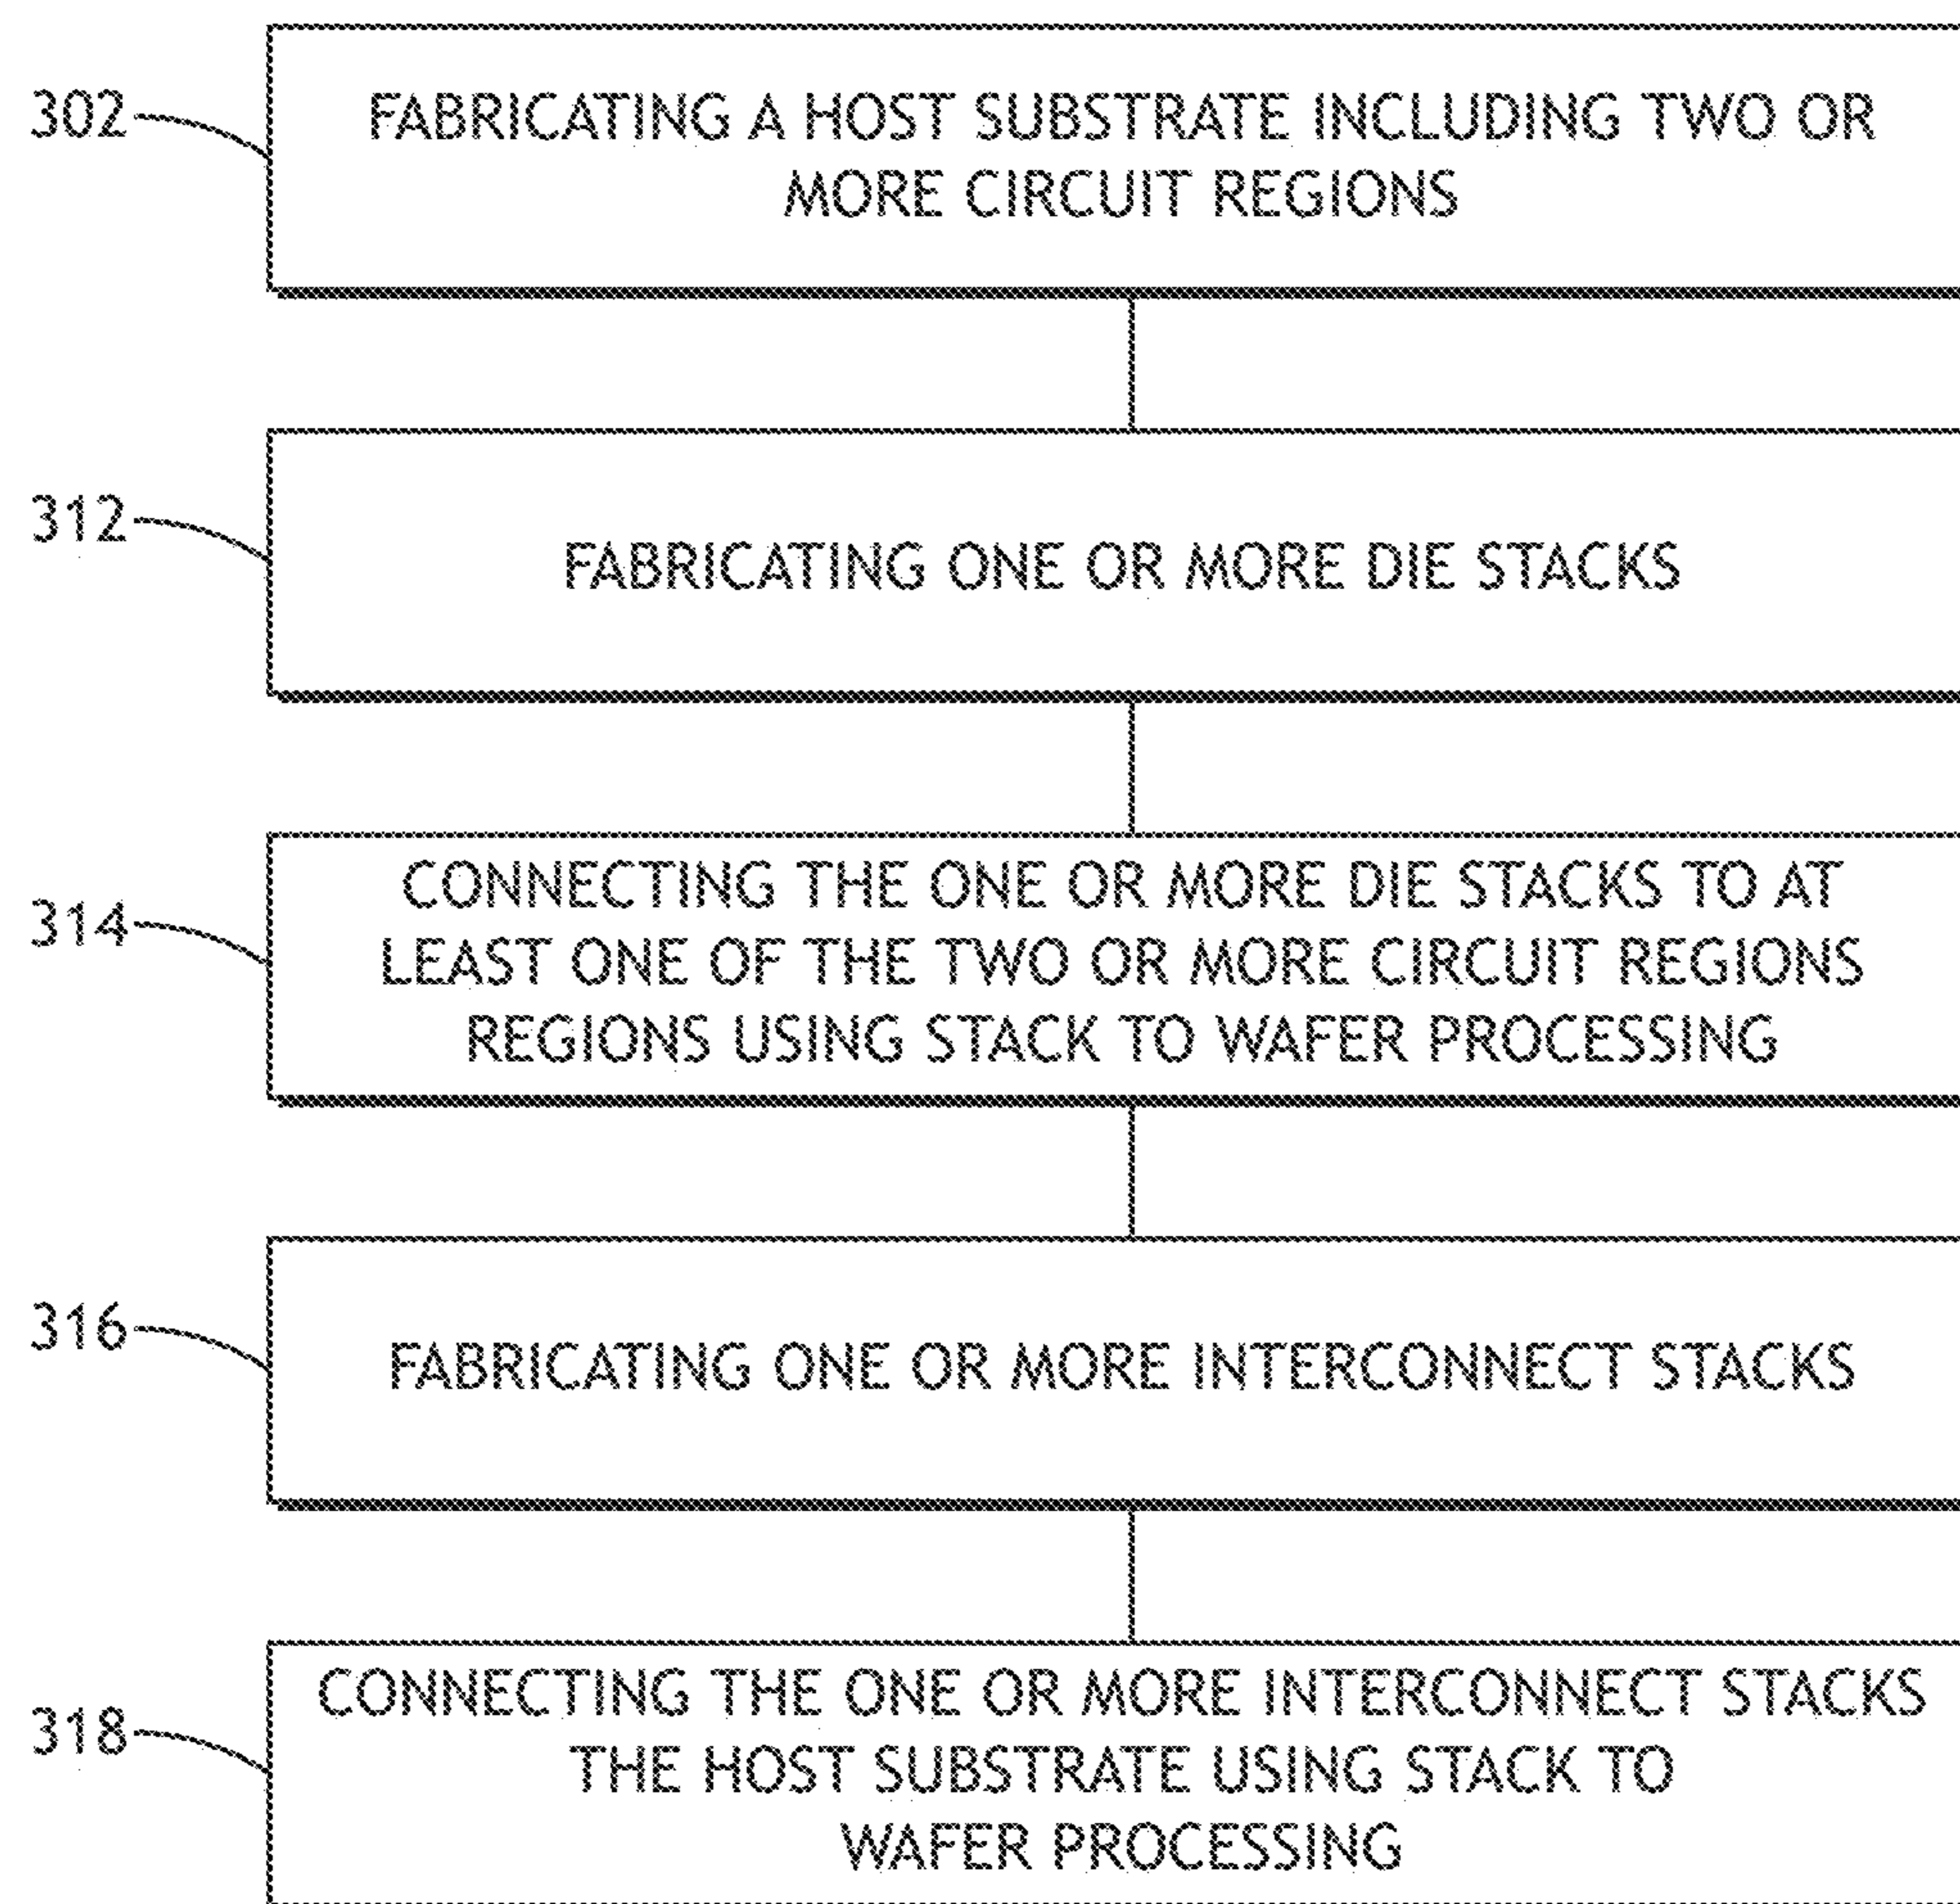 302
FABRICATING A HOST SUBSTRATE INCLUDING TWO OR
MORE CIRCUIT REGIONS
312
FABRICATING ONE OR MORE DIE STACKS
314
CONNECTING THE ONE OR MORE DIE STACKS TO AT
LEAST ONE OF THE TWO OR MORE CIRCUIT REGIONS
REGIONS USING STACK TO WAFER PROCESSING
316
FABRICATING ONE OR MORE INTERCONNECT STACKS
318
CONNECTING THE ONE OR MORE INTERCONNECT STACKS
THE HOST SUBSTRATE USING STACK TO
WAFER PROCESSING